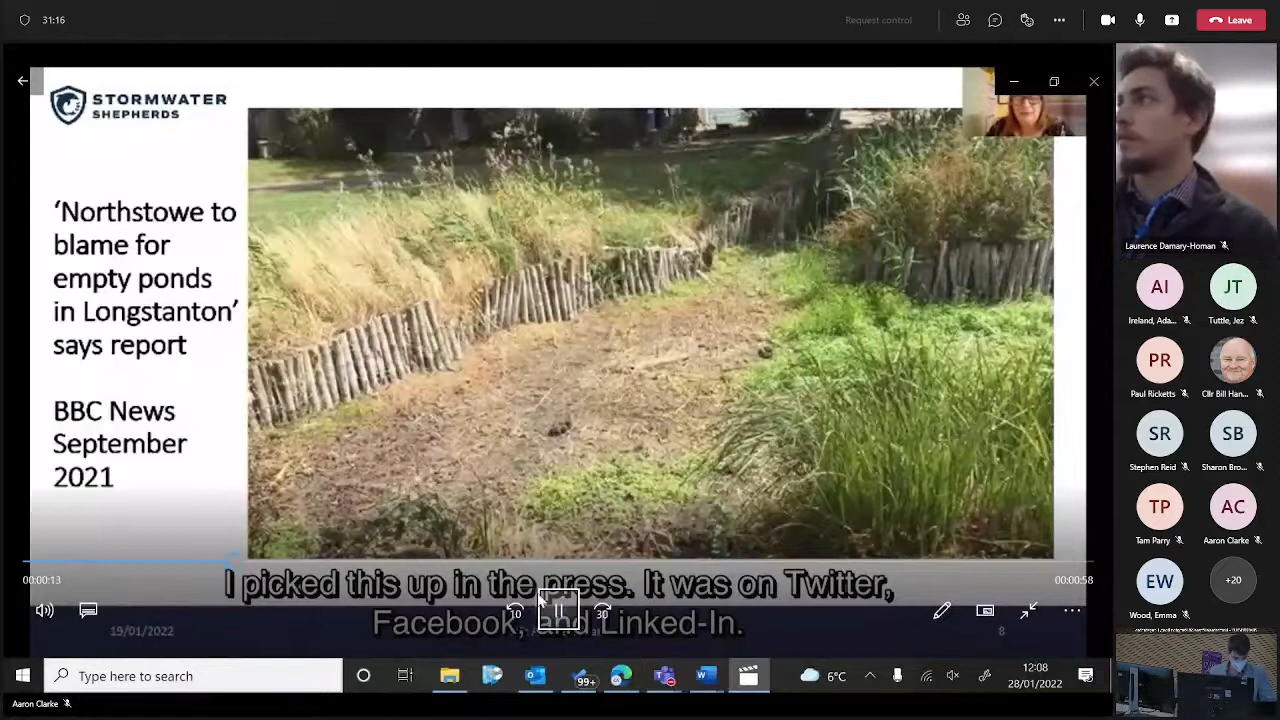 31:16
Request control
Leave
STORMWATER
SHEPHERDS
'Northstowe to
blame for
empty ponds
in Longstanton'
says report
BBC News
September
2021
Laurence Damary-Homan
AI
JT
Ireland, Ada...
Tuttle, Jez
PR
Paul Ricketts
Cllr Bill Han...
SR
SB
Stephen Reid
Sharon Bro...
TP
AC
Tam Parry
Aaron Clarke
EW
+20
Wood, Emma
00:00:13
00:00:58
I picked this up in the press. It was on Twitter,
Facebook, and Linked-In.
10
30
19/01/2022
8
Type here to search
99+
6°C
12:08
28/01/2022
Aaron Clarke